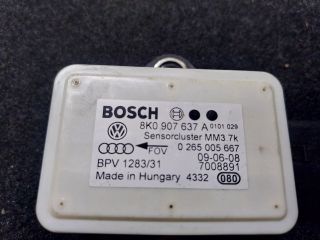 BOSCH
8K0 907 637 A 0101 029
Sensorcluster MM3 7k
FOV 0 265 005 667
09-06-08
BPV 1283/31 7008891
Made in Hungary 4332 080